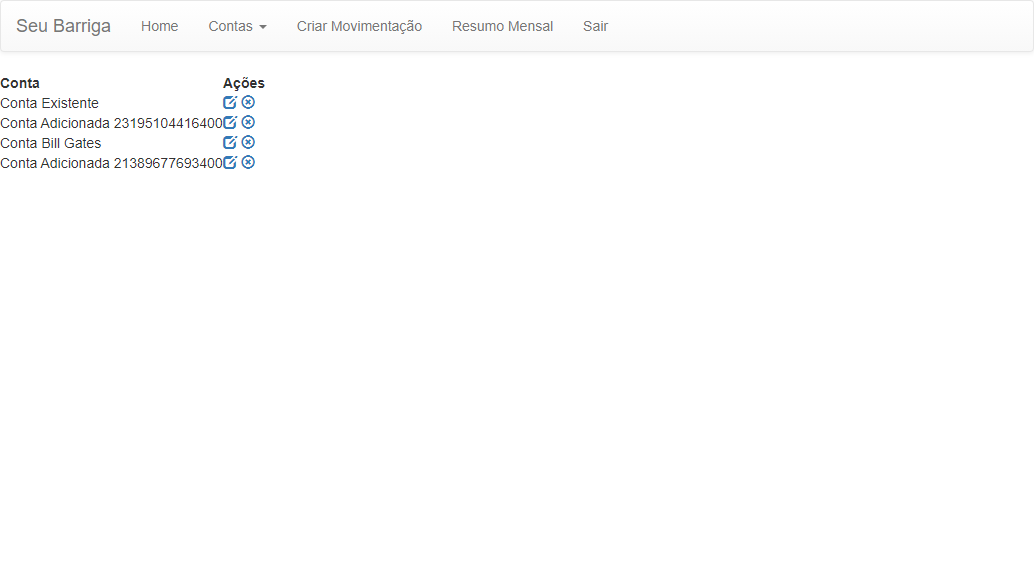 Seu Barriga Home Contas Criar Movimentação Resumo Mensal Sair
Conta Ações
Conta Existente
Conta Adicionada 23195104416400
Conta Bill Gates
Conta Adicionada 21389677693400